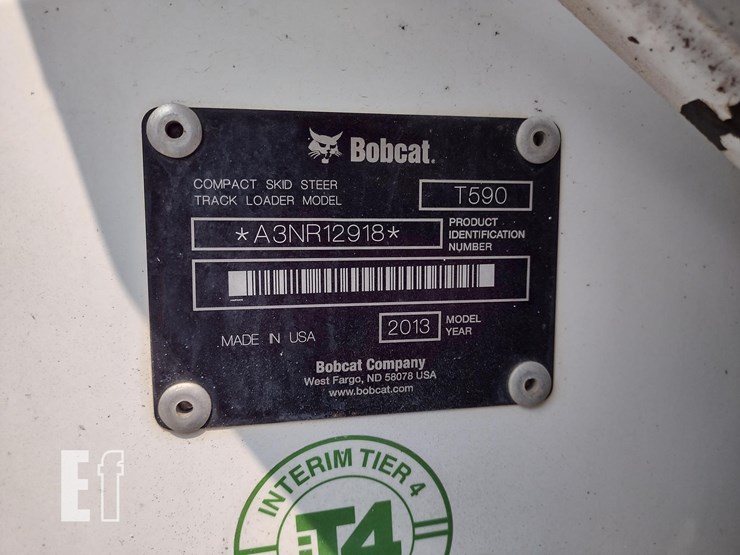 Bobcat.
COMPACT SKID STEER
TRACK LOADER MODEL
T590
*A3NR12918*
PRODUCT
IDENTIFICATION
NUMBER
MADE IN USA
2013
MODEL
YEAR
Bobcat Company
West Fargo, ND 58078 USA
www.bobcat.com
INTERIM TIER 4
iT4
Ef